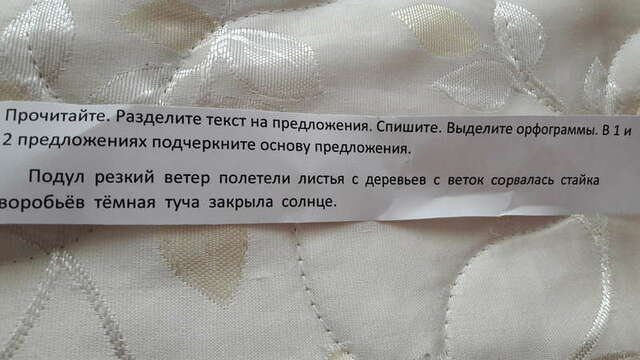 Прочитайте. Разделите текст на предложения. Спишите. Выделите орфограммы. В 1 и
2 предложениях подчеркните основу предложения.
Подул резкий ветер полетели листья с деревьев с веток сорвалась стайка
воробьёв тёмная туча закрыла солнце.